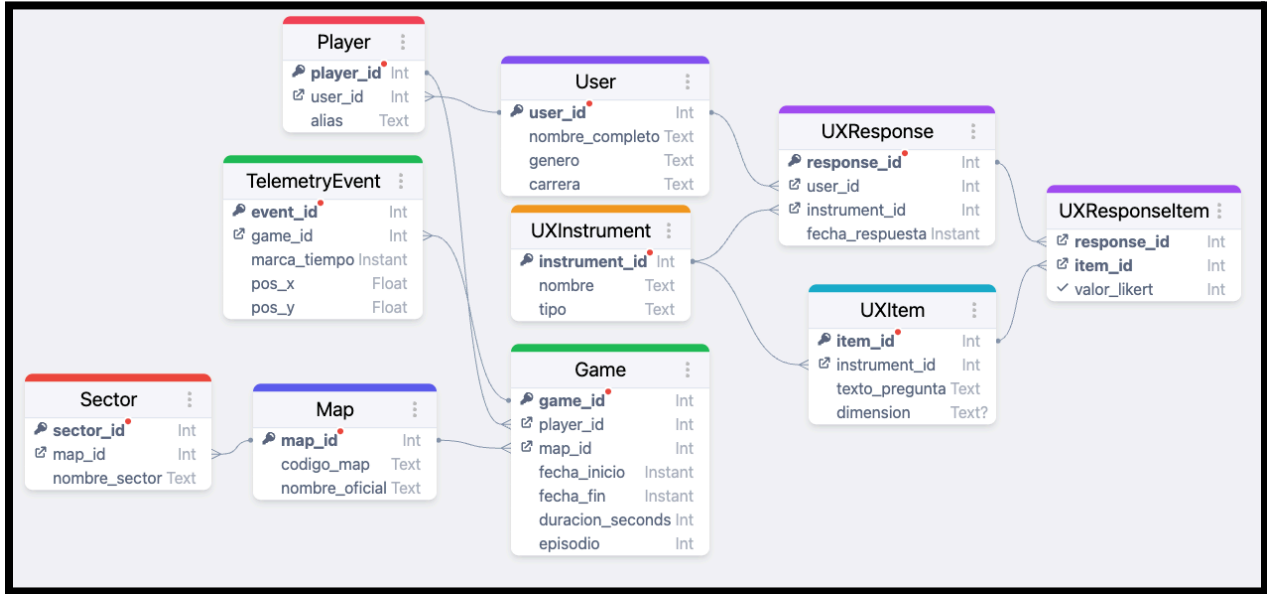 Player
player_id Int
user_id Int
alias Text
User
user_id Int
nombre_completo Text
genero Text
carrera Text
UXResponse
response_id Int
user_id Int
instrument_id Int
fecha_respuesta Instant
UXResponseItem
response_id Int
item_id Int
valor_likert Int
TelemetryEvent
event_id Int
game_id Int
marca_tiempo Instant
pos_x Float
pos_y Float
UXInstrument
instrument_id Int
nombre Text
tipo Text
UXItem
item_id Int
instrument_id Int
texto_pregunta Text
dimension Text?
Sector
sector_id Int
map_id Int
nombre_sector Text
Map
map_id Int
codigo_map Text
nombre_oficial Text
Game
game_id Int
player_id Int
map_id Int
fecha_inicio Instant
fecha_fin Instant
duracion_seconds Int
episodio Int